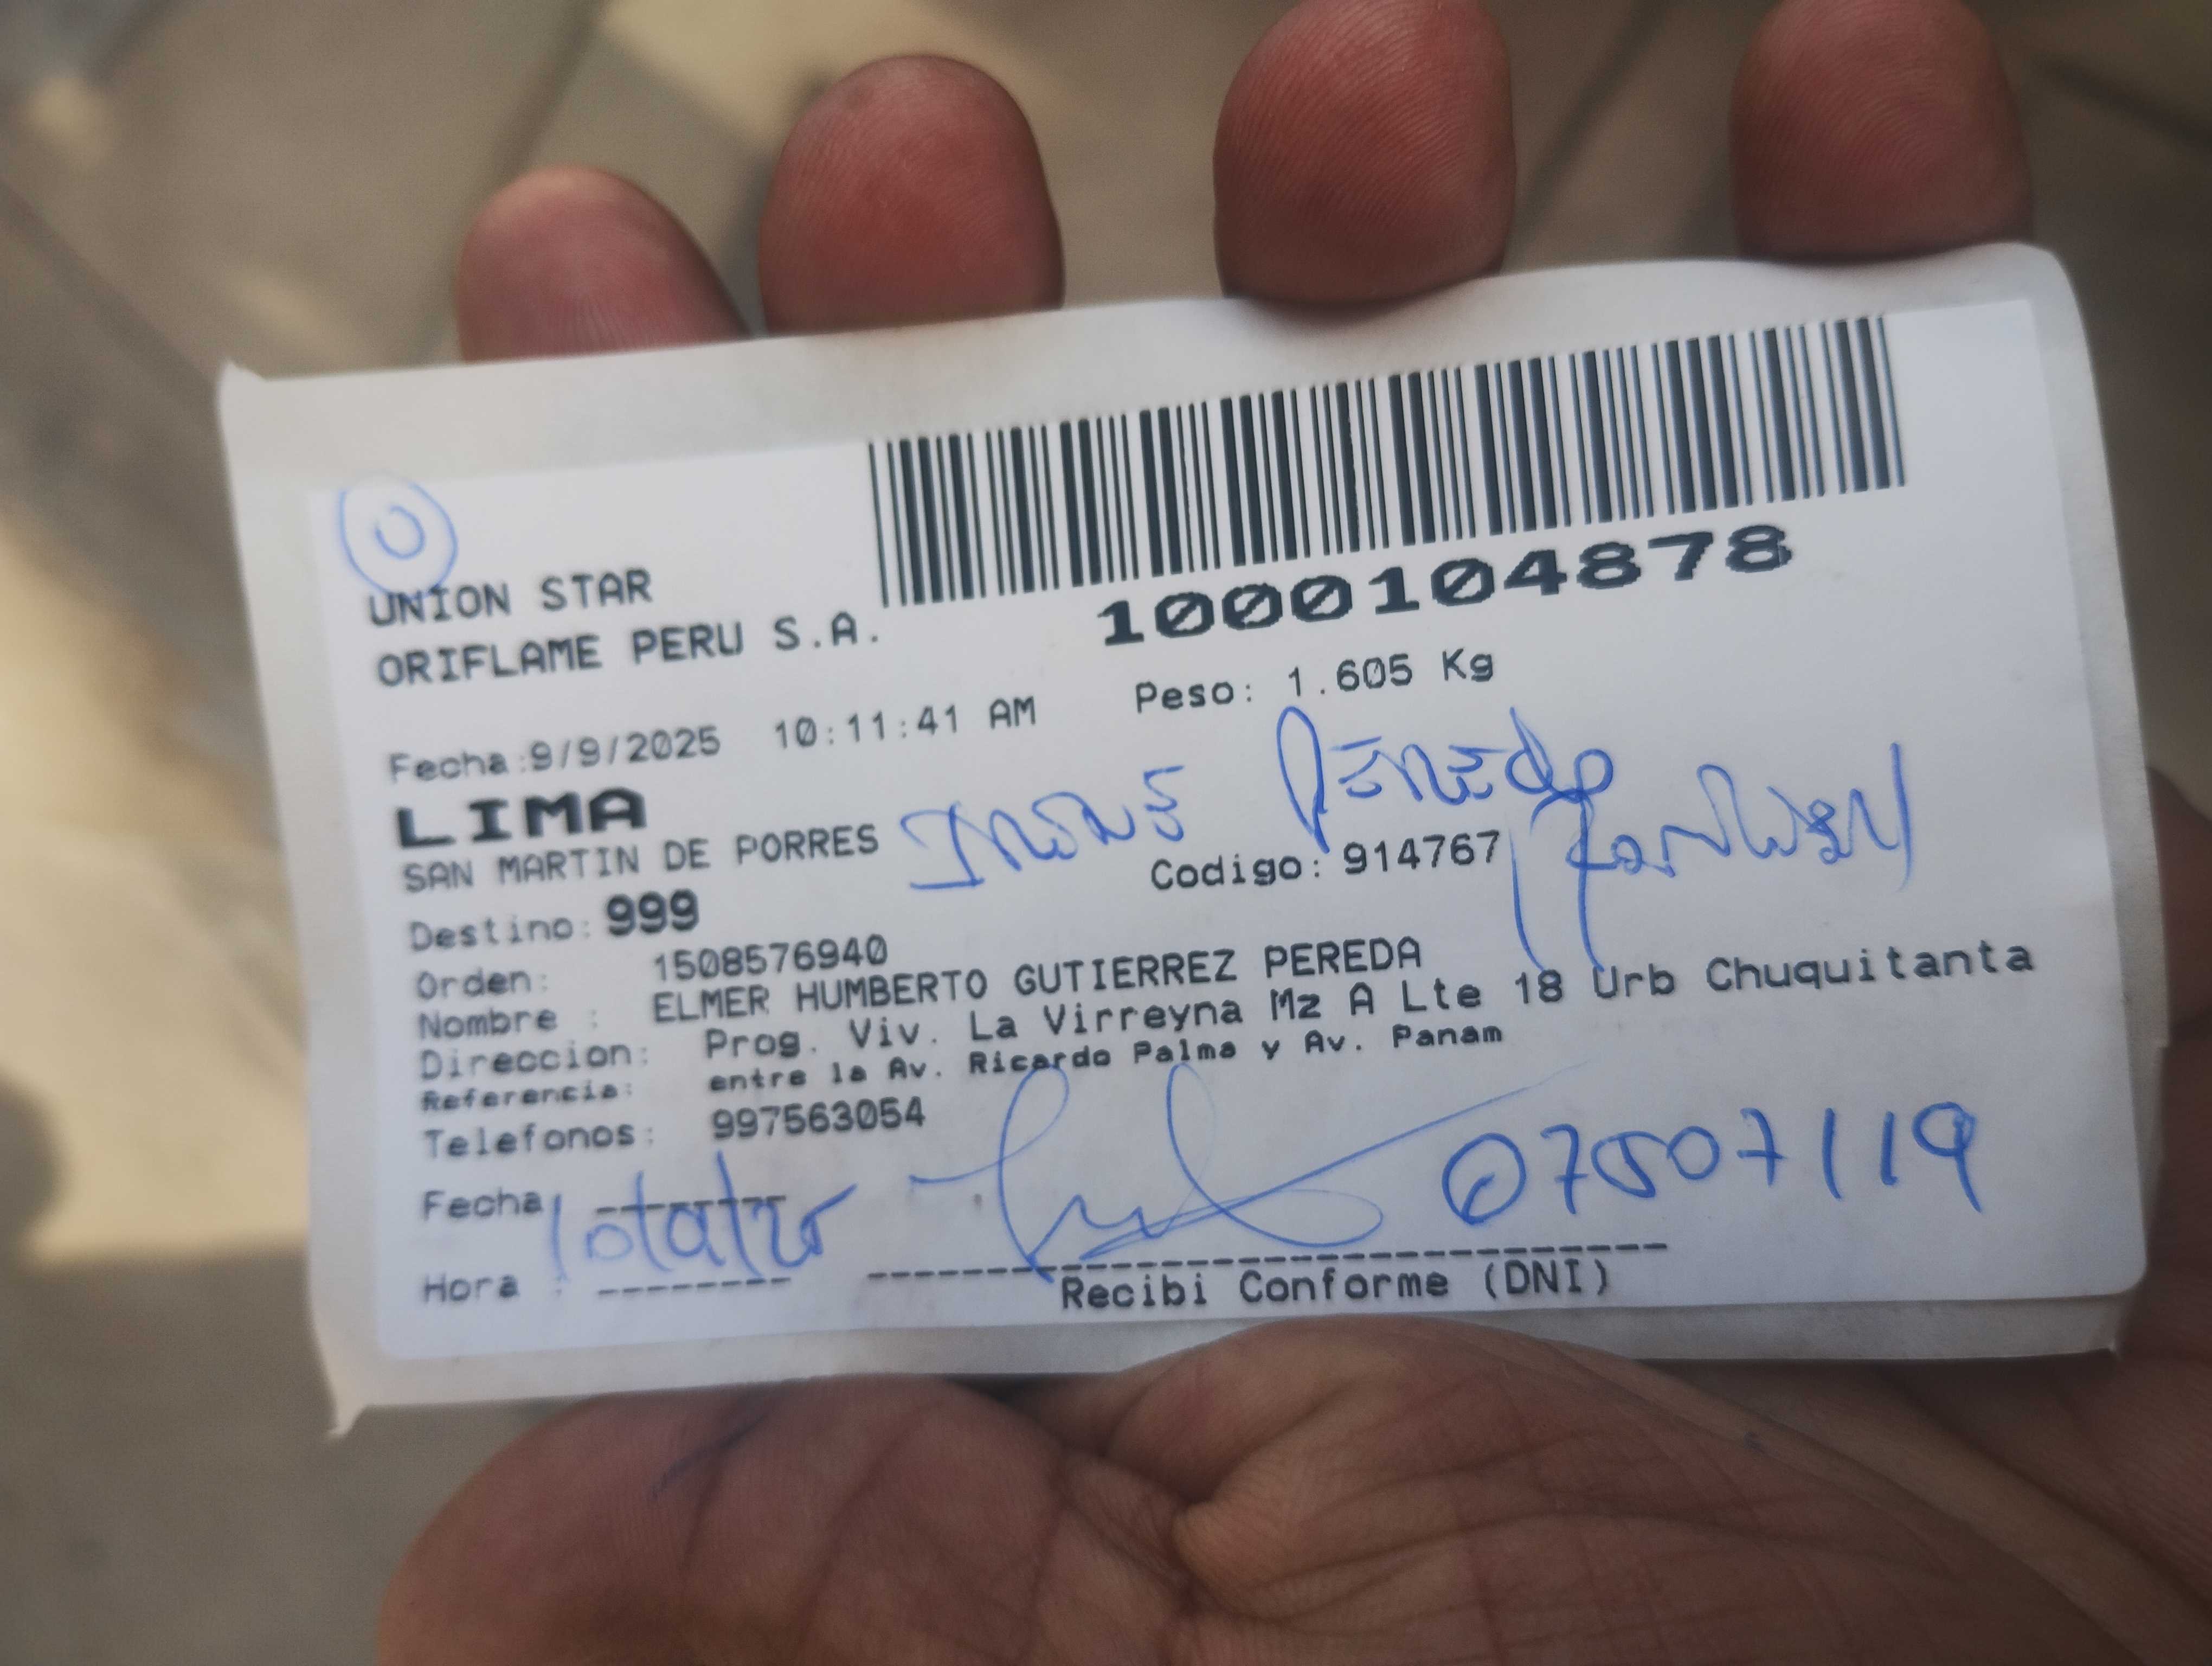 1000104878
UNION STAR
ORIFLAME PERU S.A.
Peso: 1.605 Kg
Fecha:9/9/2025 10:11:41 AM
LIMA
SAN MARTIN DE PORRES
Destino: 999
Codigo: 914767
Orden: 1508576940
Nombre : ELMER HUMBERTO GUTIERREZ PEREDA
Direccion: Prog. Viv. La Virreyna Mz A Lte 18 Urb Chuquitanta
Referencia: entre la Av. Ricardo Palma y Av. Panam
Telefonos: 997563054
Fecha
07507119
Hora :
Recibi Conforme (DNI)